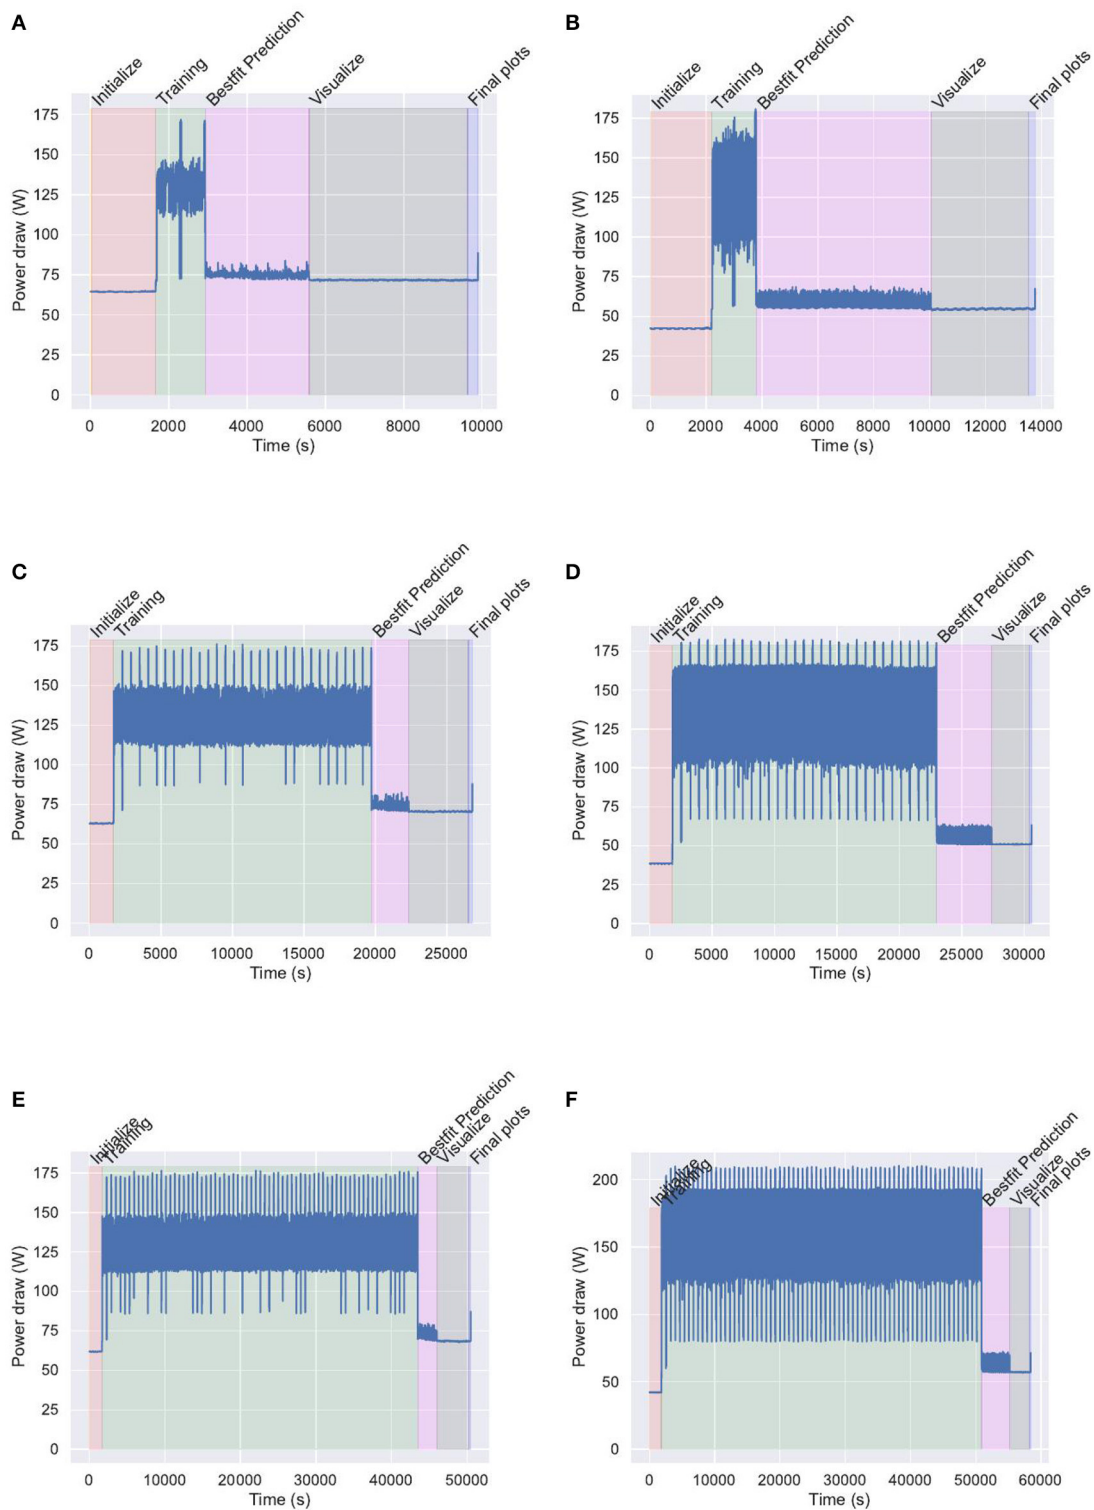 A
Initialize
Training
Bestfit Prediction
Visualize
Final plots
175
150
125
100
75
50
25
0
Power draw (W)
0 2000 4000 6000 8000 10000
Time (s)
B
Initialize
Training
Bestfit Prediction
Visualize
Final plots
175
150
125
100
75
50
25
0
Power draw (W)
0 2000 4000 6000 8000 10000 12000 14000
Time (s)
C
Initialize
Training
Bestfit Prediction
Visualize
Final plots
175
150
125
100
75
50
25
0
Power draw (W)
0 5000 10000 15000 20000 25000
Time (s)
D
Initialize
Training
Bestfit Prediction
Visualize
Final plots
175
150
125
100
75
50
25
0
Power draw (W)
0 5000 10000 15000 20000 25000 30000
Time (s)
E
Initialize
Training
Bestfit Prediction
Visualize
Final plots
175
150
125
100
75
50
25
0
Power draw (W)
0 10000 20000 30000 40000 50000
Time (s)
F
Initialize
Training
Bestfit Prediction
Visualize
Final plots
200
150
100
50
0
Power draw (W)
0 10000 20000 30000 40000 50000 60000
Time (s)